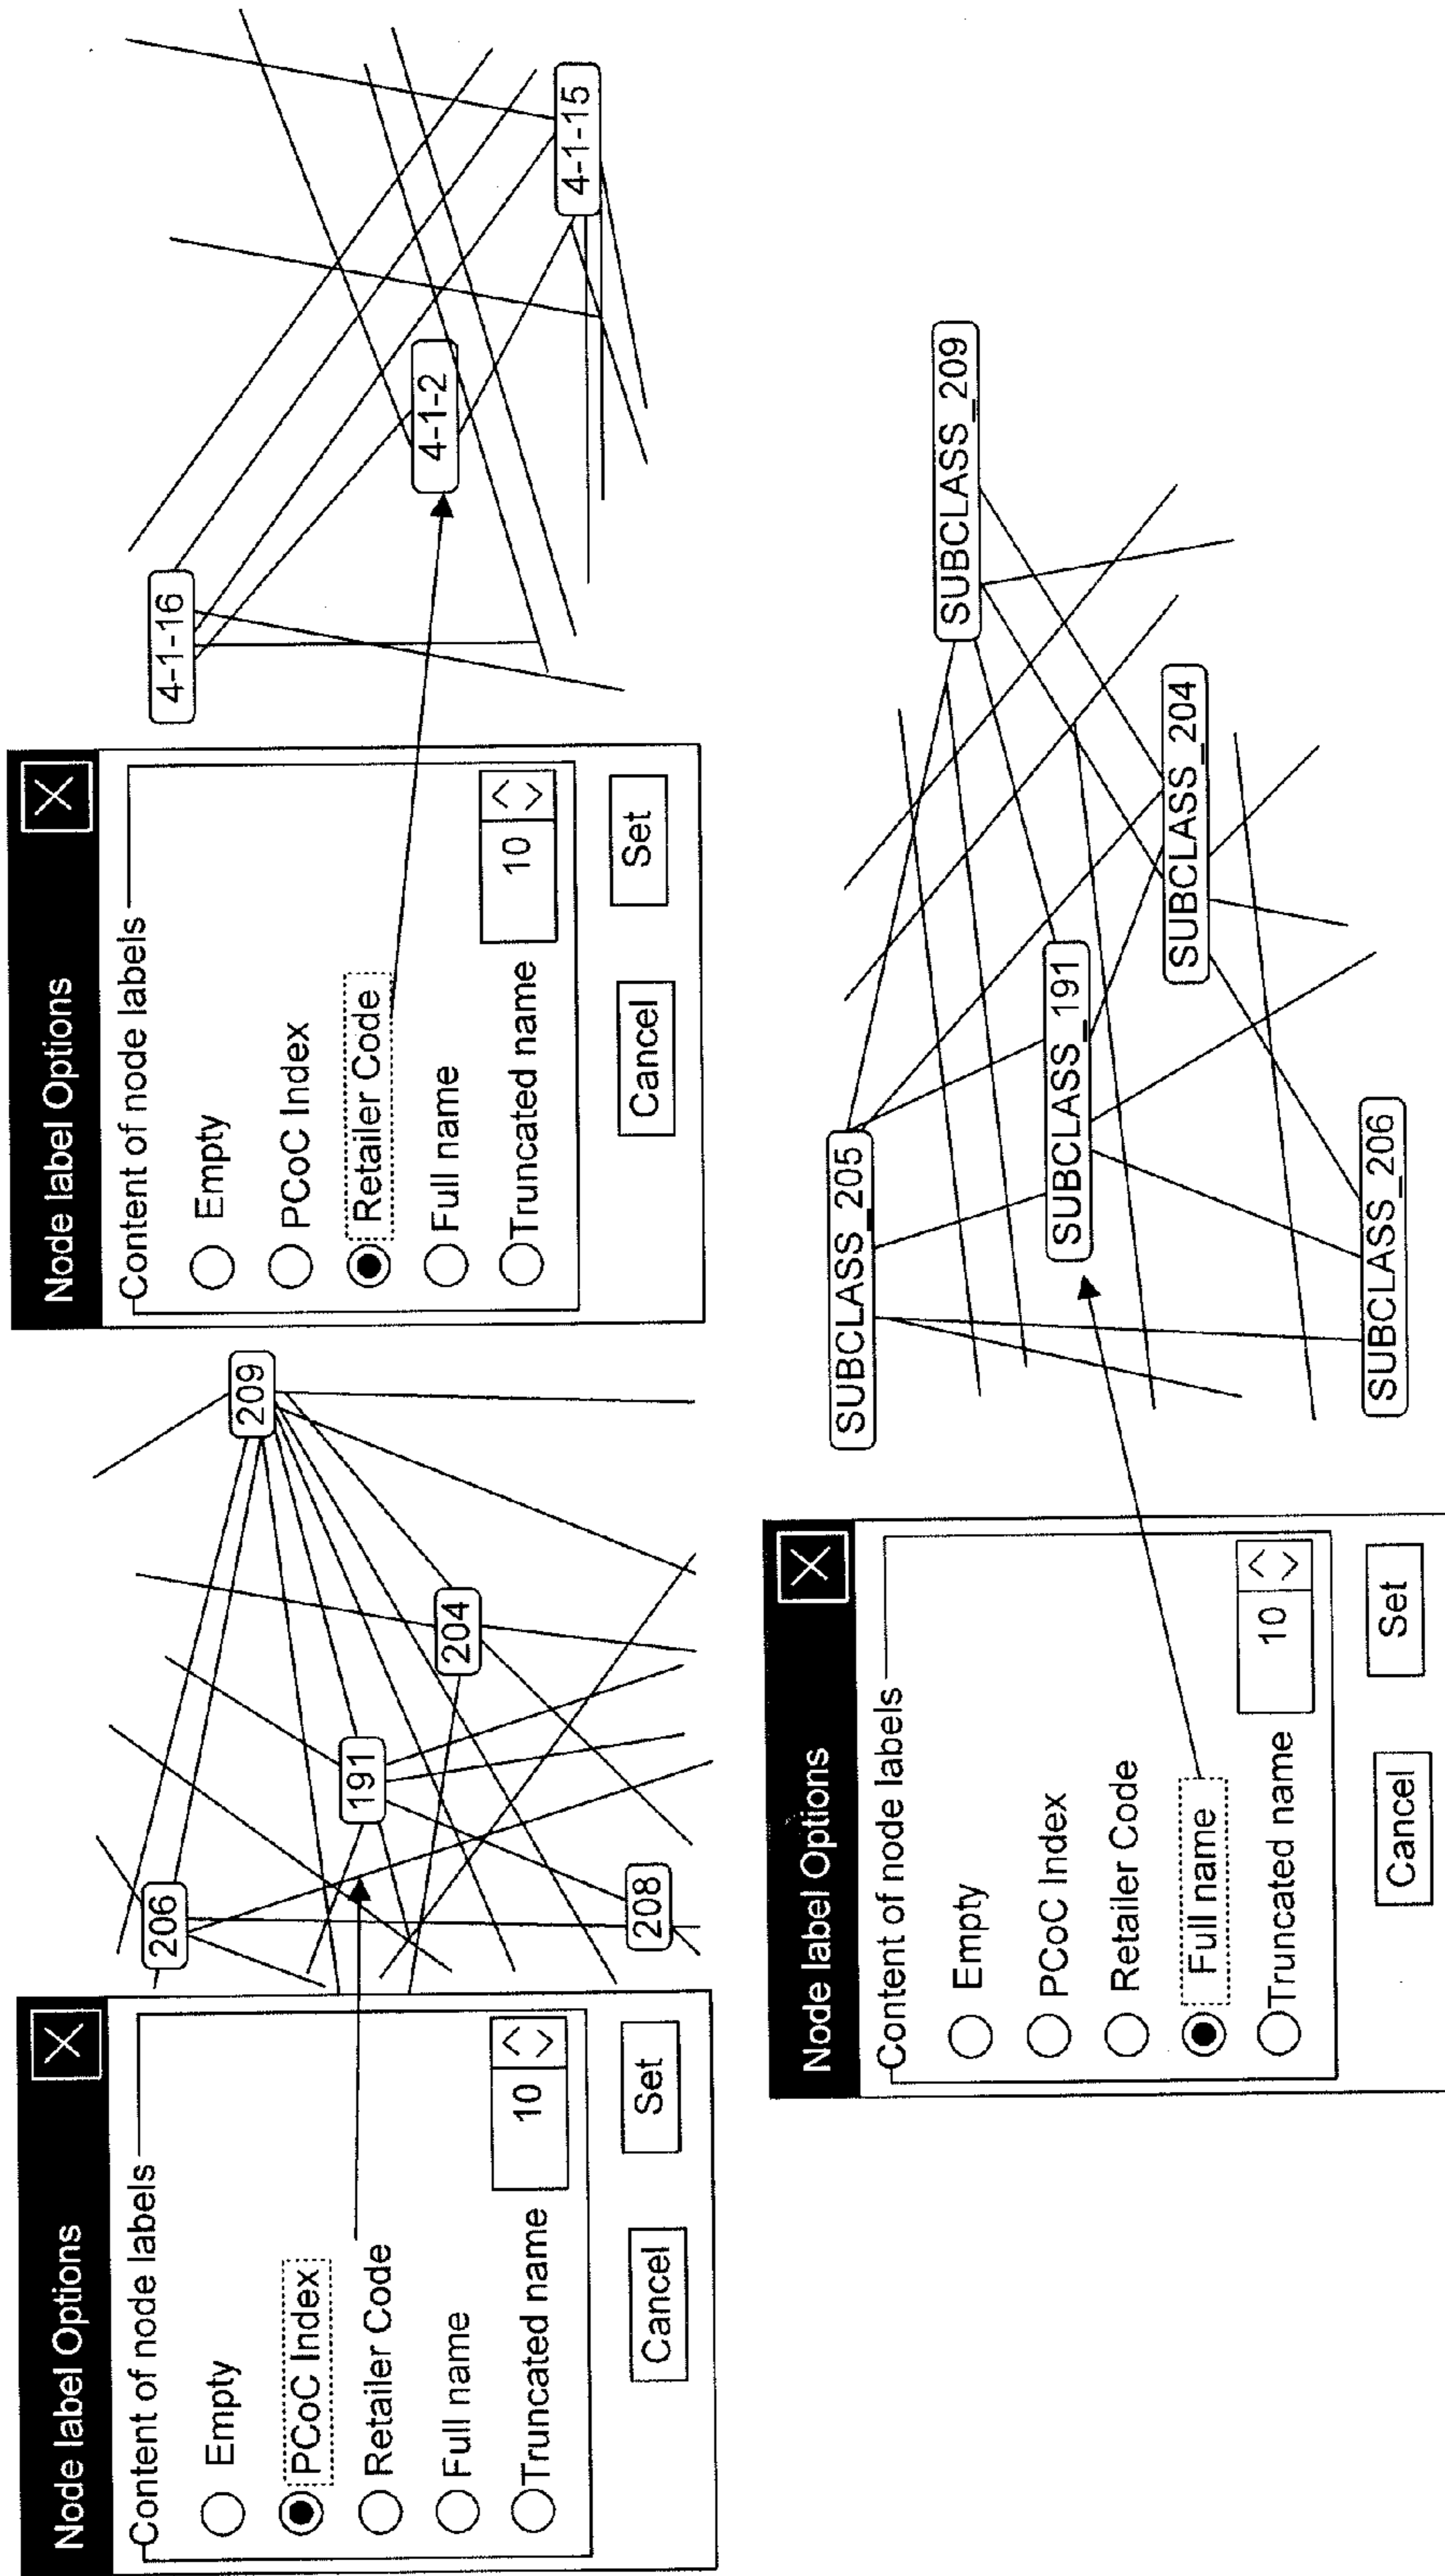 Node label Options
Content of node labels
Empty
PCoC Index
Retailer Code
Full name
Truncated name
10
Cancel
Set
206
209
191
204
208
Node label Options
Content of node labels
Empty
PCoC Index
Retailer Code
Full name
Truncated name
10
Cancel
Set
4-1-16
4-1-2
4-1-15
Node label Options
Content of node labels
Empty
PCoC Index
Retailer Code
Full name
Truncated name
10
Cancel
Set
SUBCLASS_205
SUBCLASS_209
SUBCLASS_191
SUBCLASS_204
SUBCLASS_206